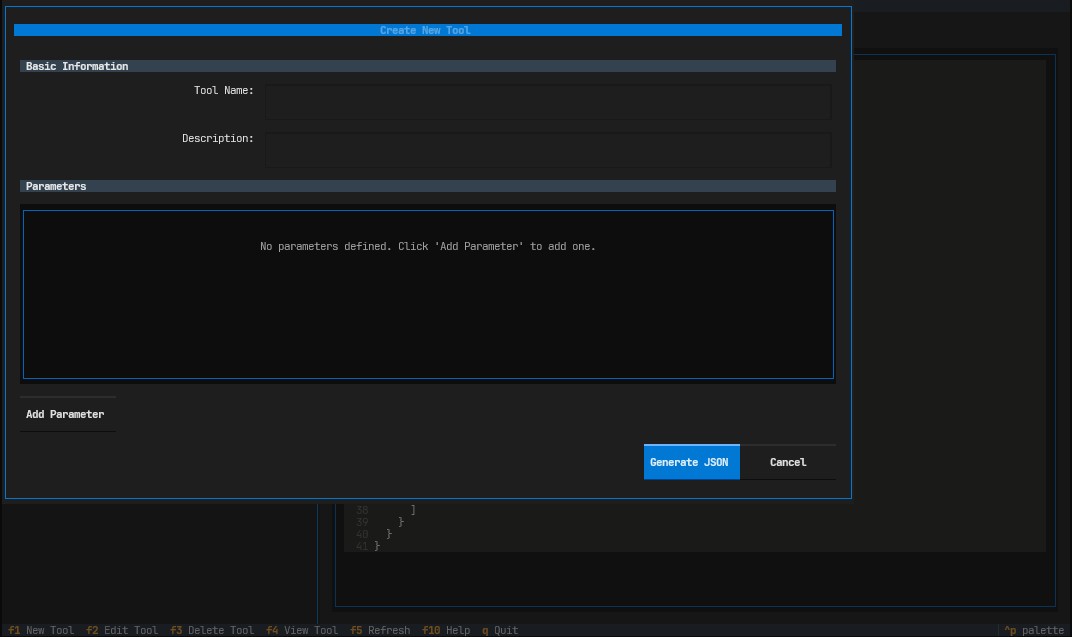 Create New Tool
Basic Information
Tool Name:
Description:
Parameters
No parameters defined. Click 'Add Parameter' to add one.
Add Parameter
Generate JSON Cancel
38 ]
39 }
40 }
41 }
f1 New Tool f2 Edit Tool f3 Delete Tool f4 View Tool f5 Refresh f10 Help q Quit ^p palette